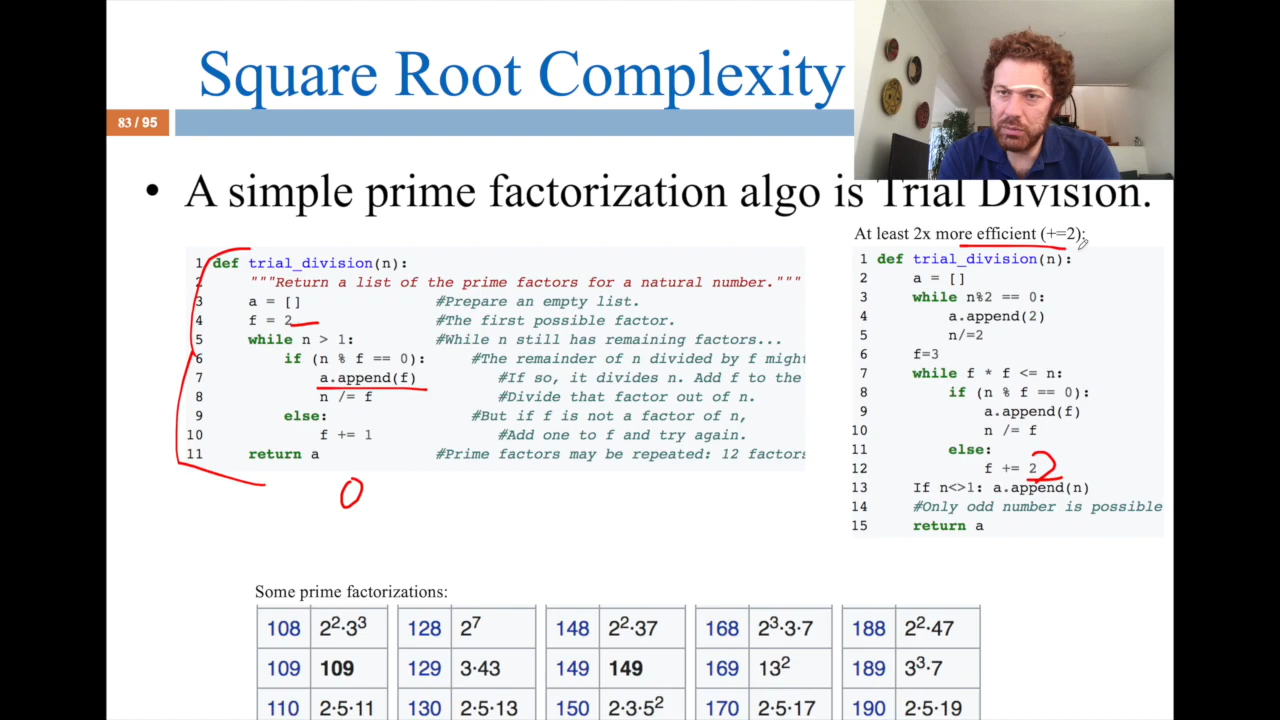 Square Root Complexity
83 / 95
• A simple prime factorization algo is Trial Division.
At least 2x more efficient (+=2):
1 def trial_division(n):
2 """Return a list of the prime factors for a natural number."""
3 a = [] #Prepare an empty list.
4 f = 2 #The first possible factor.
5 while n > 1: #While n still has remaining factors...
6 if (n % f == 0): #The remainder of n divided by f might
7 a.append(f) #If so, it divides n. Add f to the
8 n /= f #Divide that factor out of n.
9 else: #But if f is not a factor of n,
10 f += 1 #Add one to f and try again.
11 return a #Prime factors may be repeated: 12 factors
0
1 def trial_division(n):
2 a = []
3 while n%2 == 0:
4 a.append(2)
5 n/=2
6 f=3
7 while f * f <= n:
8 if (n % f == 0):
9 a.append(f)
10 n /= f
11 else:
12 f += 2 2
13 If n<>1: a.append(n)
14 #Only odd number is possible
15 return a
Some prime factorizations:
108 2²·3³ 128 2⁷ 148 2²·37 168 2³·3·7 188 2²·47
109 109 129 3·43 149 149 169 13² 189 3³·7
110 2·5·11 130 2·5·13 150 2·3·5² 170 2·5·17 190 2·5·19